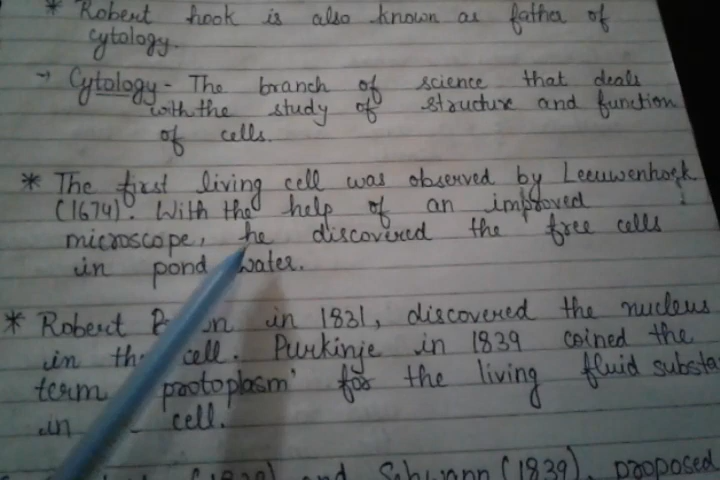 * Robert hook is also known as father of
cytology.
→ Cytology - The branch of science that deals
with the study of structure and function
of cells.
* The first living cell was observed by Leeuwenhoek
(1674). With the help of an improved
microscope, he discovered the free cells
in pond water.
* Robert in 1831, discovered the nucleus
in the cell. Purkinje in 1839 coined the
term protoplasm' for the living fluid substa
in cell.
and Schwann (1839), proposed